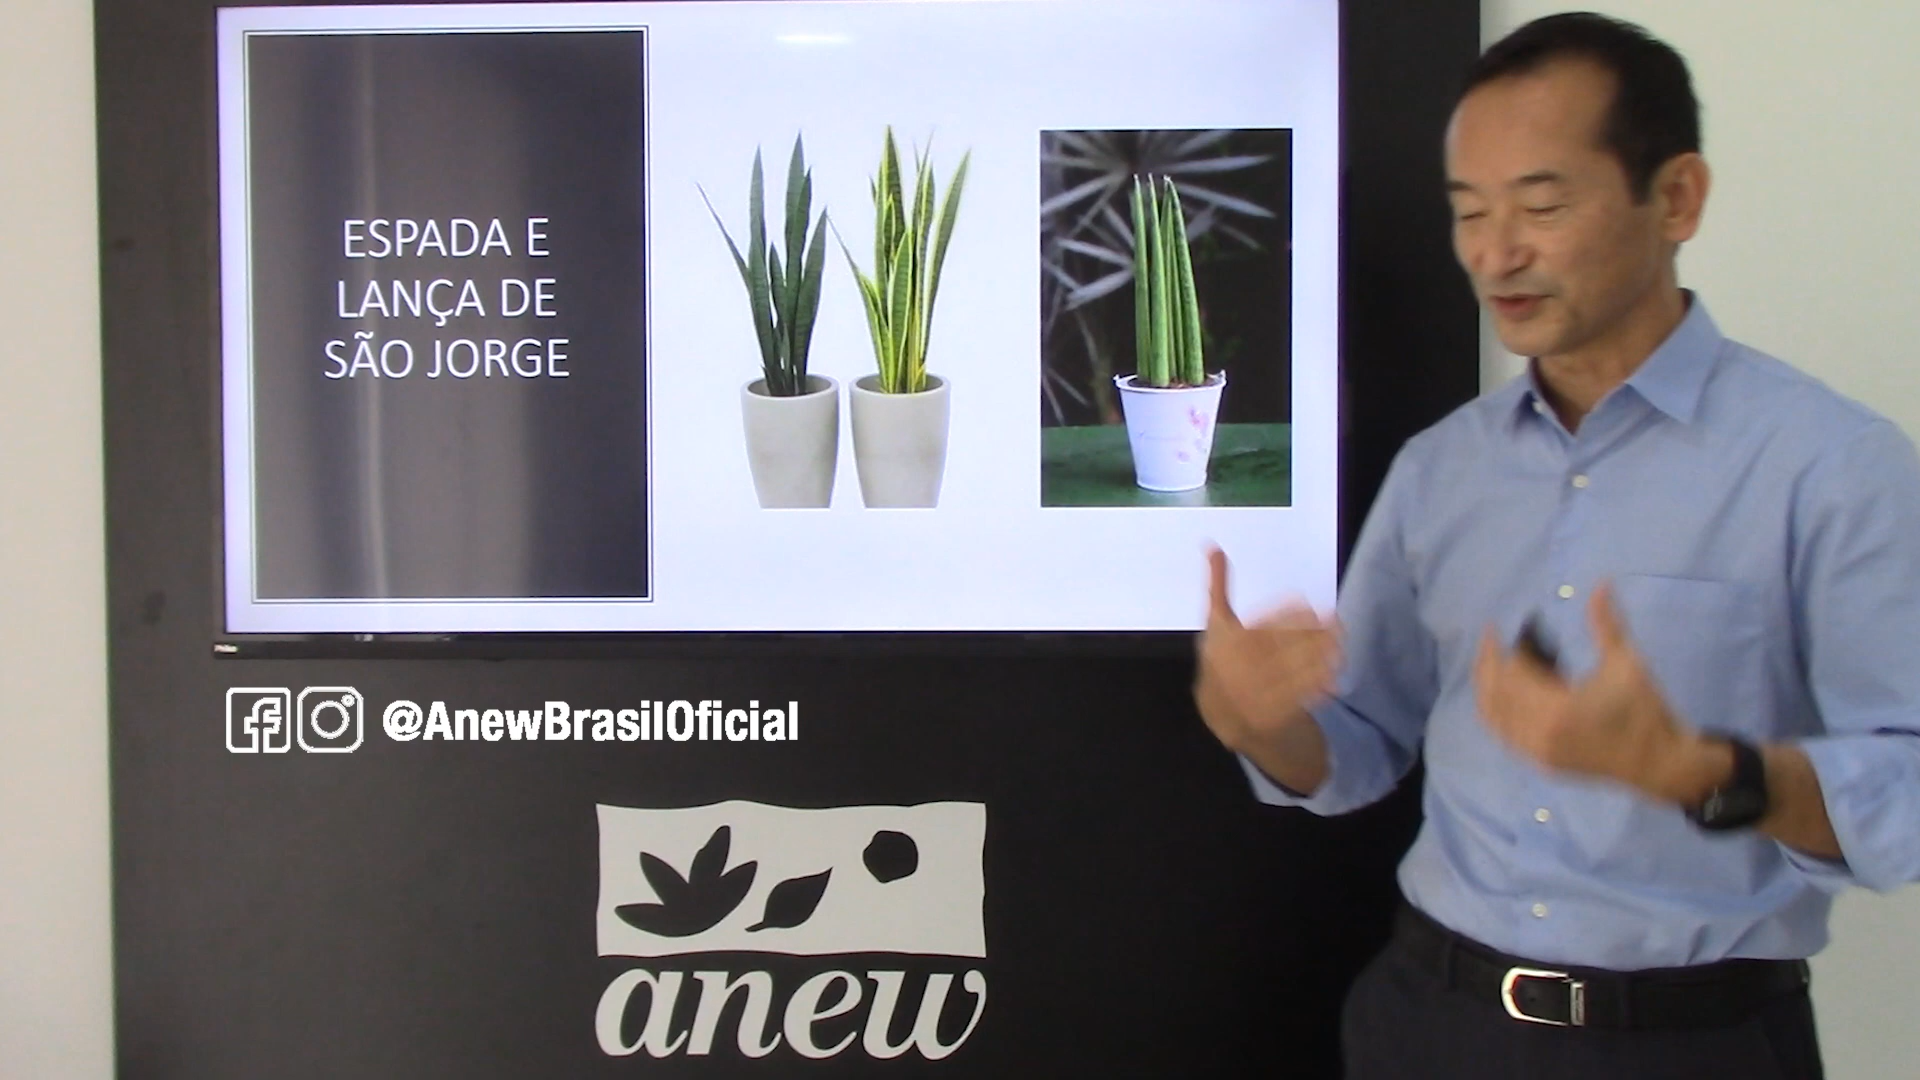 ESPADA E
LANÇA DE
SÃO JORGE
@AnewBrasilOficial
anew